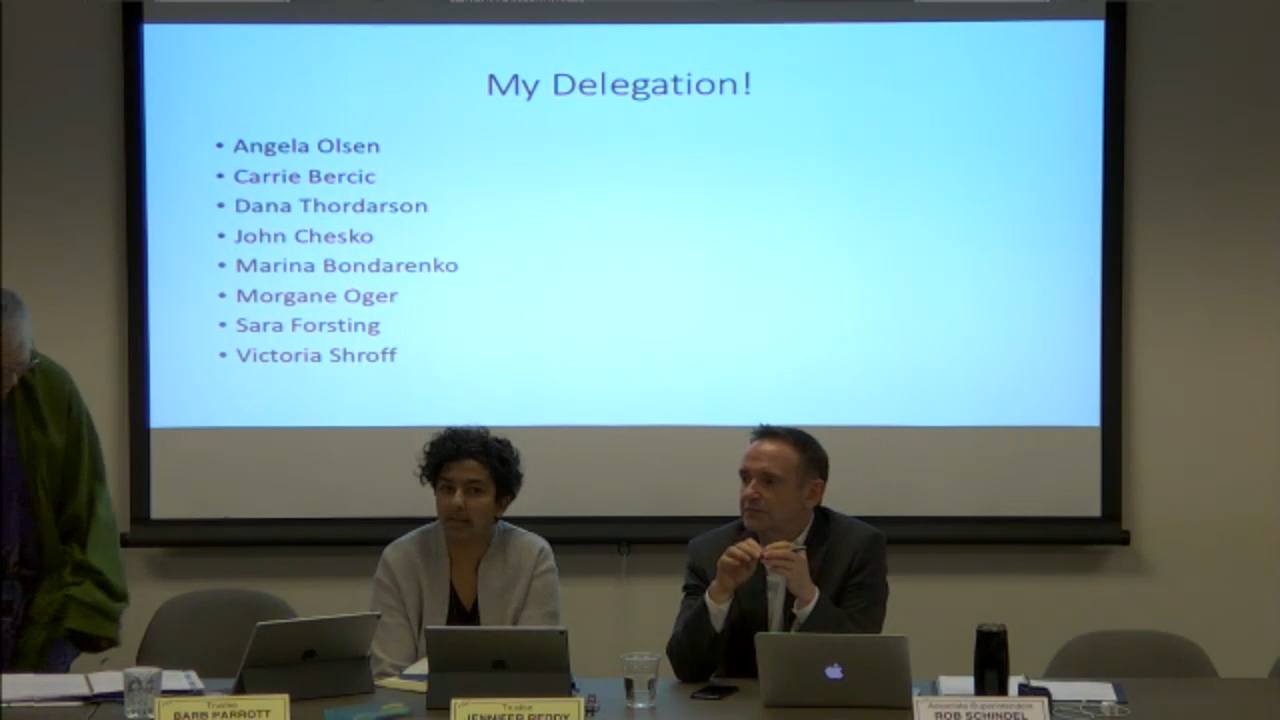 My Delegation!
• Angela Olsen
• Carrie Bercic
• Dana Thordarson
• John Chesko
• Marina Bondarenko
• Morgane Oger
• Sara Forsting
• Victoria Shroff
Trustee
BARB PARROTT
Trustee
JENNIFER REDDY
Associate Superintendent
ROB SCHINDEL